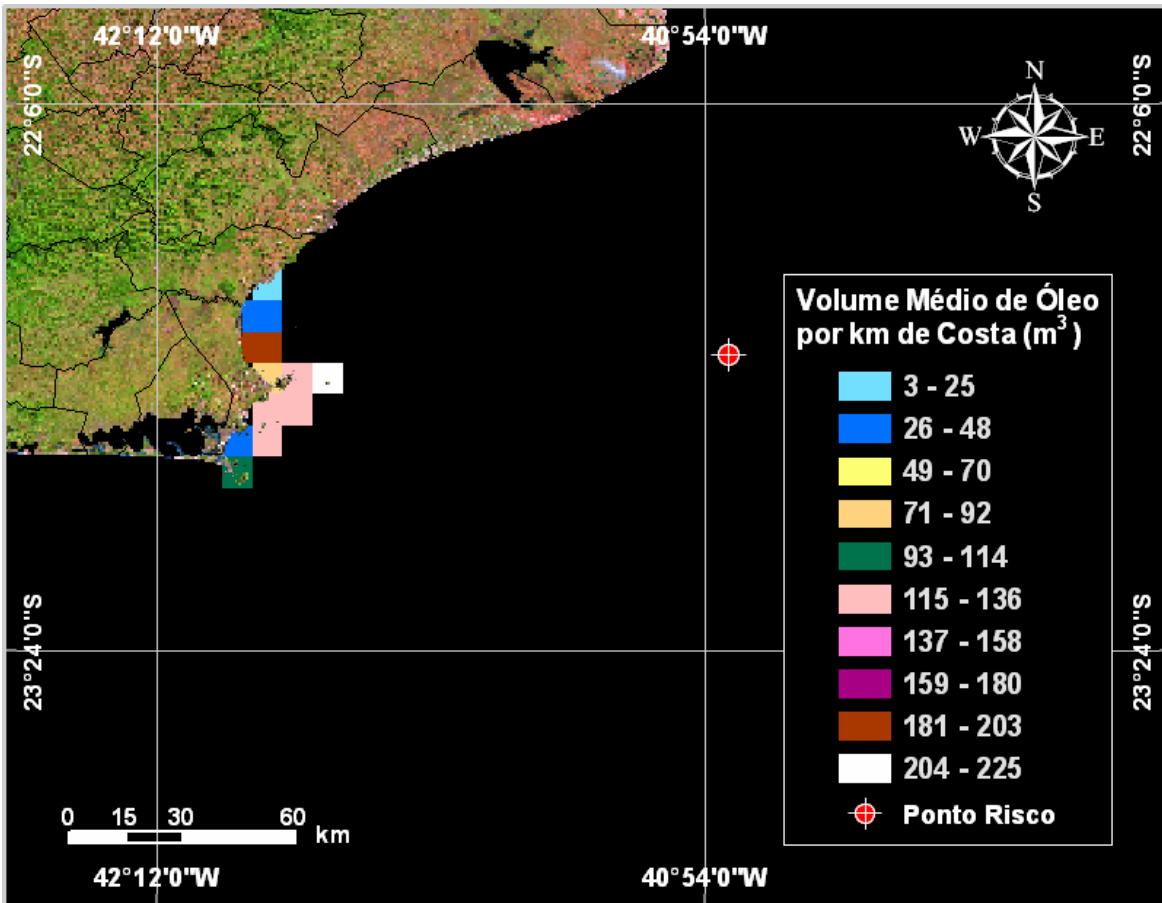 42°12'0"W
40°54'0"W
22°6'0"S
22°6'0"S
N
W
E
S
Volume Médio de Óleo
por km de Costa (m³)
3 - 25
26 - 48
49 - 70
71 - 92
93 - 114
115 - 136
137 - 158
159 - 180
181 - 203
204 - 225
Ponto Risco
23°24'0"S
23°24'0"S
0 15 30 60
km
42°12'0"W
40°54'0"W